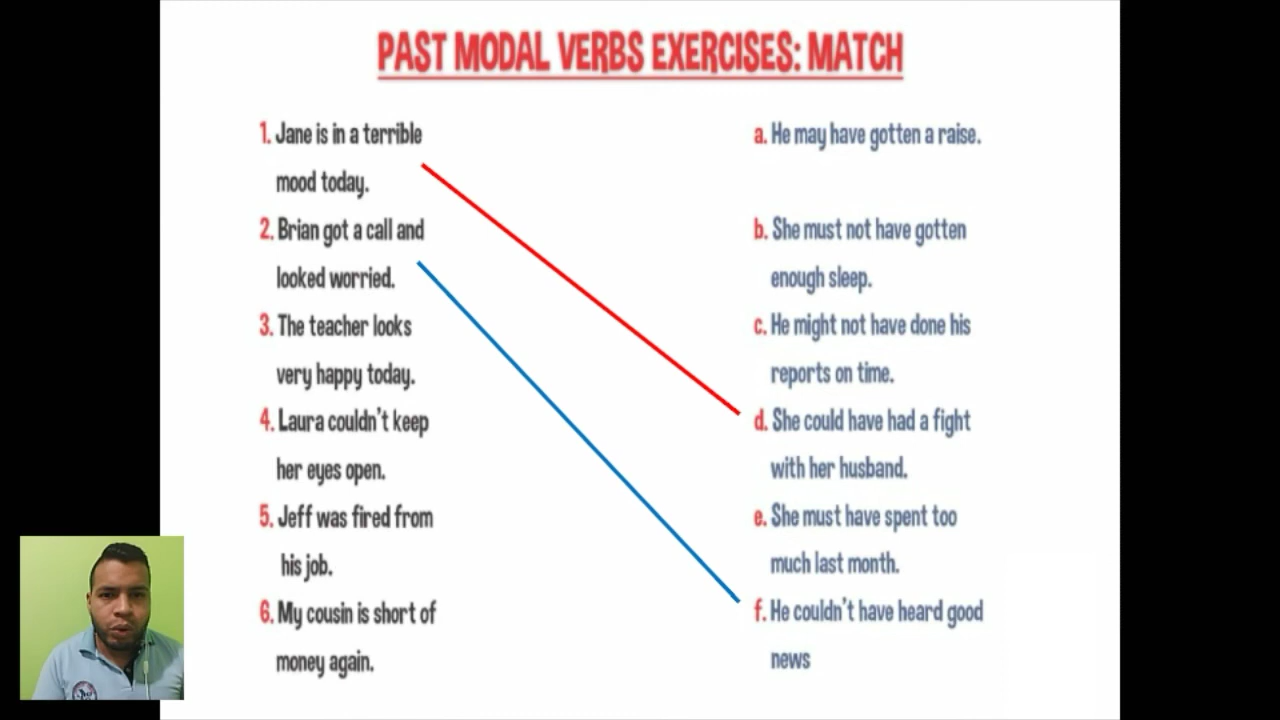 PAST MODAL VERBS EXERCISES: MATCH
1. Jane is in a terrible
mood today.
2. Brian got a call and
looked worried.
3. The teacher looks
very happy today.
4. Laura couldn't keep
her eyes open.
5. Jeff was fired from
his job.
6. My cousin is short of
money again.
a. He may have gotten a raise.
b. She must not have gotten
enough sleep.
c. He might not have done his
reports on time.
d. She could have had a fight
with her husband.
e. She must have spent too
much last month.
f. He couldn't have heard good
news